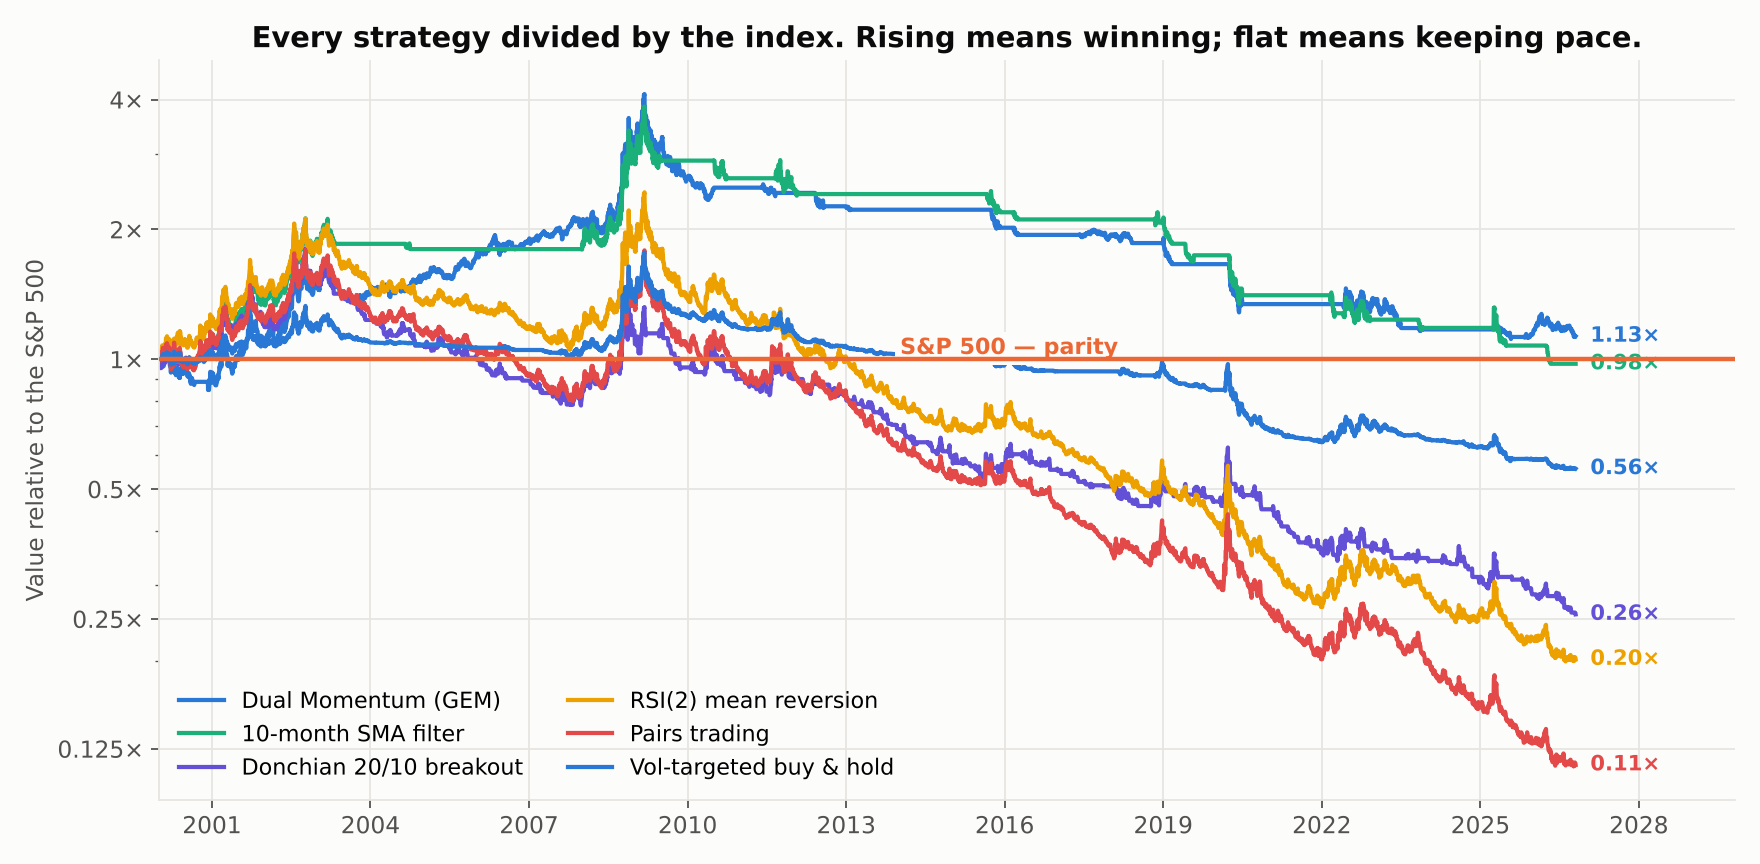 Every strategy divided by the index. Rising means winning; flat means keeping pace.
Value relative to the S&P 500
4×
2×
1×
0.5×
0.25×
0.125×
S&P 500 — parity
1.13×
0.98×
0.56×
0.26×
0.20×
0.11×
Dual Momentum (GEM)
10-month SMA filter
Donchian 20/10 breakout
RSI(2) mean reversion
Pairs trading
Vol-targeted buy & hold
2001 2004 2007 2010 2013 2016 2019 2022 2025 2028